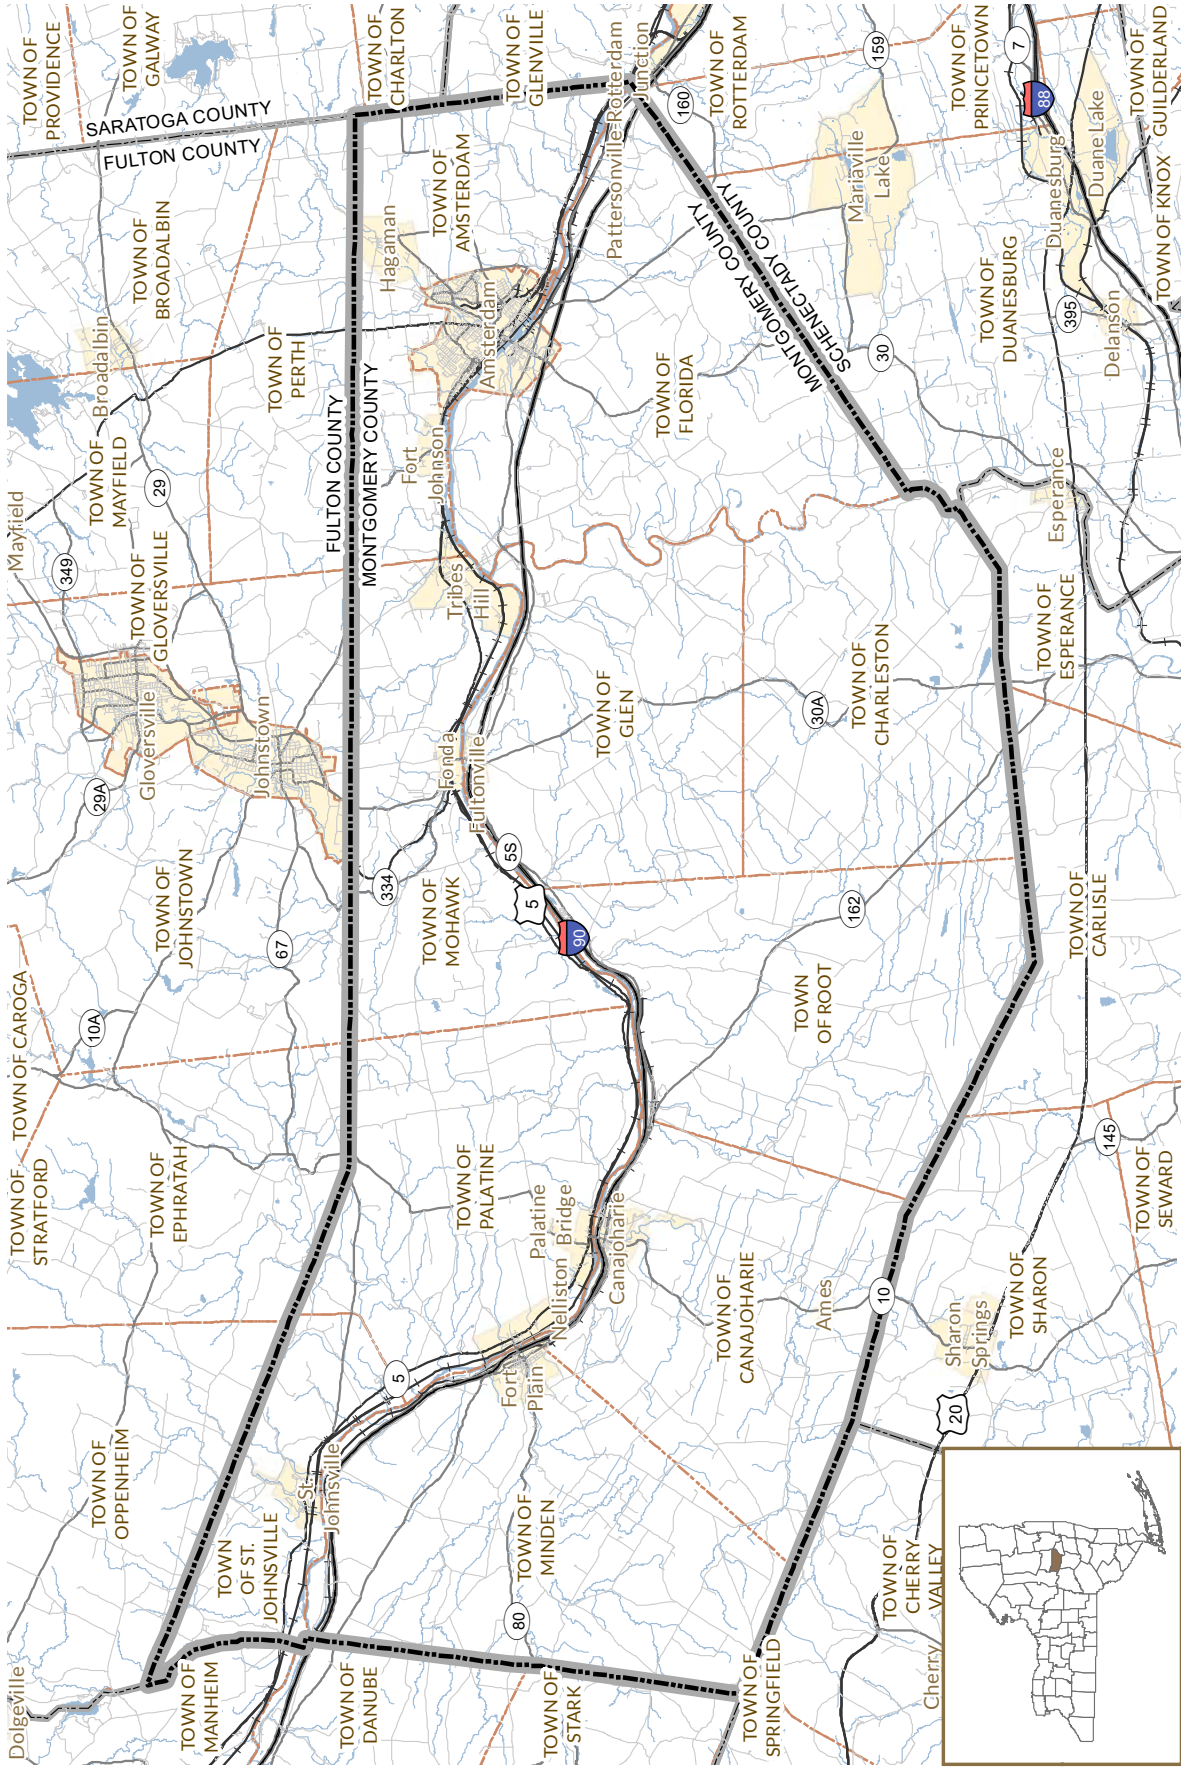 Dolgeville
TOWN OF
MANHEIM
TOWN OF
DANUBE
TOWN OF
STARK
TOWN OF
SPRINGFIELD
Cherry
TOWN OF
CHERRY
VALLEY
TOWN OF
OPPENHEIM
TOWN
OF ST.
JOHNSVILLE
St.
Johnsville
TOWN OF
MINDEN
80
5
Fort
Plain
Nelliston
20
Sharon
Springs
TOWN OF
SHARON
10
Ames
TOWN OF
CANAJOHARIE
Canajoharie
Palatine
Bridge
TOWN OF
PALATINE
TOWN OF
STRATFORD
TOWN OF
EPHRATAH
TOWN OF CAROGA
10A
TOWN OF
SEWARD
145
TOWN OF
JOHNSTOWN
67
TOWN
OF ROOT
TOWN OF
CARLISLE
162
90
5
5S
TOWN OF
MOHAWK
334
Fonda
Fultonville
29A
Gloversville
Johnstown
TOWN OF
GLOVERSVILLE
TOWN OF
GLEN
30A
TOWN OF
CHARLESTON
TOWN OF
ESPERANCE
Esperance
Tribes
Hill
Fort
Johnson
FULTON COUNTY
MONTGOMERY COUNTY
Mayfield
349
TOWN OF
MAYFIELD
29
Broadalbin
TOWN OF
BROADALBIN
TOWN OF
PERTH
Amsterdam
Hagaman
TOWN OF
AMSTERDAM
TOWN OF
FLORIDA
MONTGOMERY COUNTY
SCHENECTADY COUNTY
30
395
Delanson
TOWN OF
DUANESBURG
Duanesburg
Duane Lake
TOWN OF KNOX
Mariaville
Lake
Pattersonville-Rotterdam
Junction
160
TOWN OF
ROTTERDAM
159
TOWN OF
PRINCETOWN
7
88
TOWN OF
GUILDERLAND
TOWN OF
GLENVILLE
TOWN OF
CHARLTON
SARATOGA COUNTY
FULTON COUNTY
TOWN OF
GALWAY
TOWN OF
PROVIDENCE